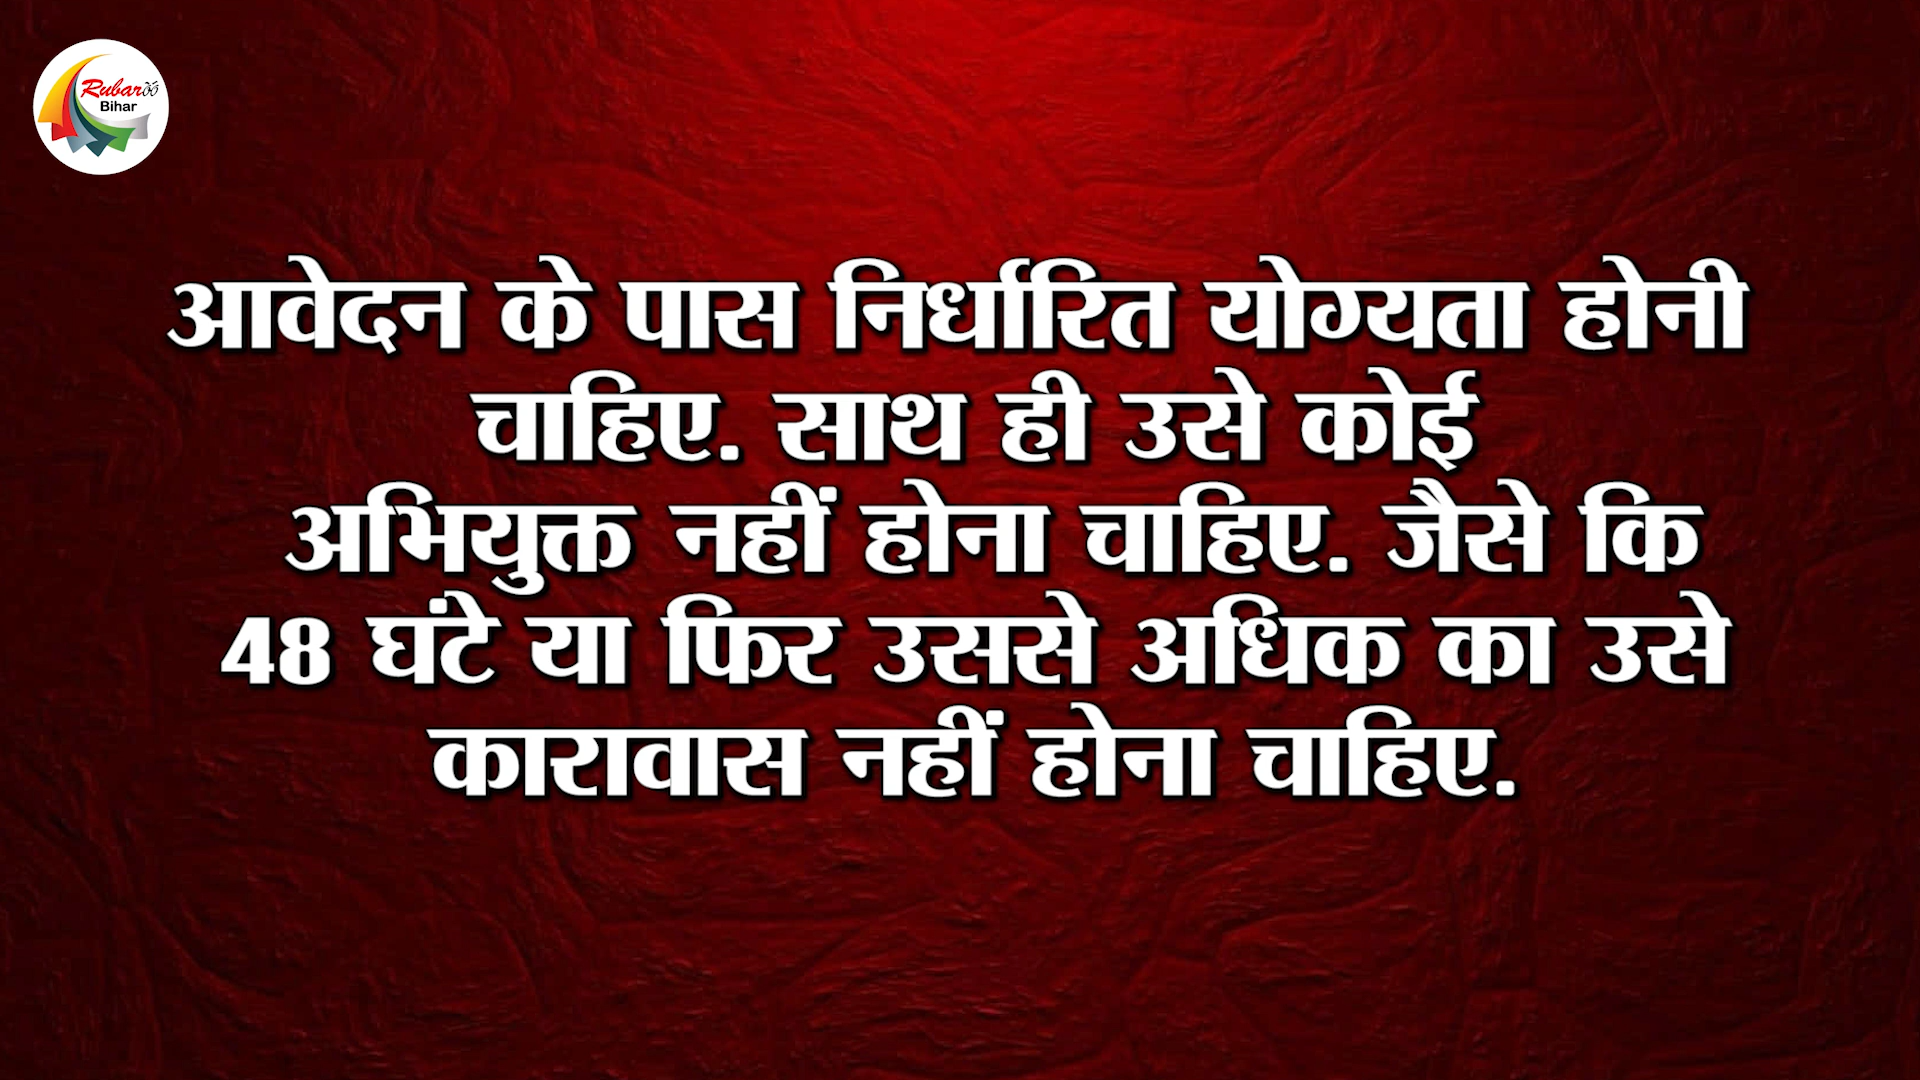 Rubaroo
Bihar
आवेदन के पास निर्धारित योग्यता होनी
चाहिए. साथ ही उसे कोई
अभियुक्त नहीं होना चाहिए. जैसे कि
48 घंटे या फिर उससे अधिक का उसे
कारावास नहीं होना चाहिए.